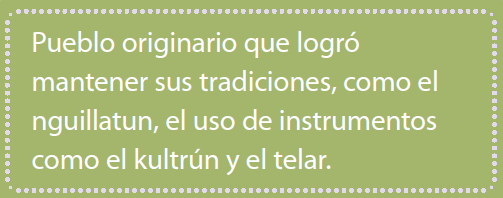 Pueblo originario que logró
mantener sus tradiciones, como el
nguillatun, el uso de instrumentos
como el kultrún y el telar.